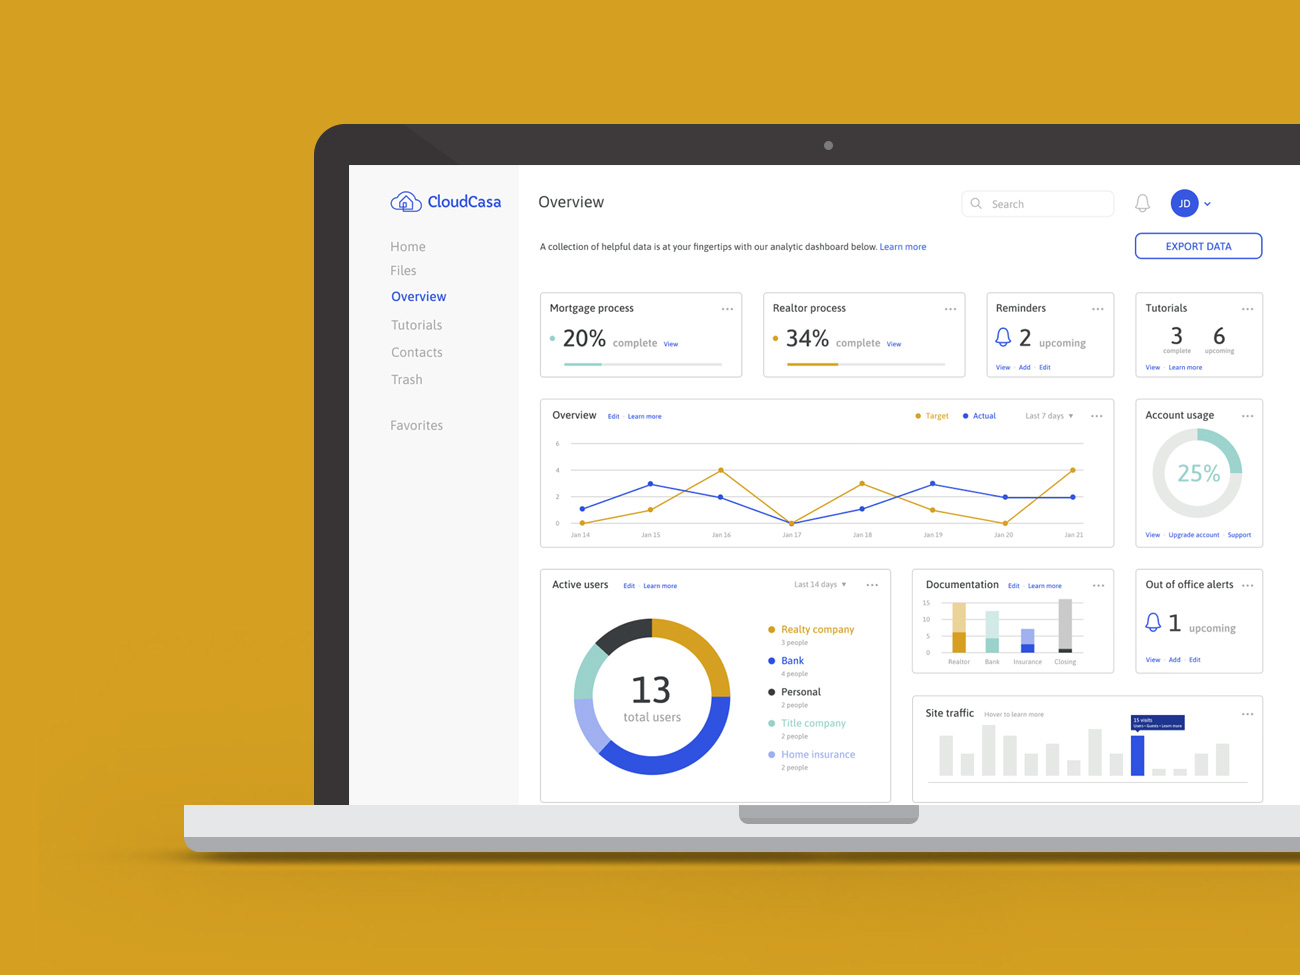 CloudCasa
Home
Files
Overview
Tutorials
Contacts
Trash
Favorites
Overview
Search
JD
A collection of helpful data is at your fingertips with our analytic dashboard below. Learn more
EXPORT DATA
Mortgage process
20% complete View
Realtor process
34% complete View
Reminders
2 upcoming
View · Add · Edit
Tutorials
3 6
complete upcoming
View · Learn more
Overview Edit · Learn more Target Actual Last 7 days
6
4
2
0
Jan 14 Jan 15 Jan 16 Jan 17 Jan 18 Jan 19 Jan 20 Jan 21
Account usage
25%
View · Upgrade account · Support
Active users Edit · Learn more Last 14 days
13
total users
Realty company
3 people
Bank
4 people
Personal
2 people
Title company
2 people
Home insurance
2 people
Documentation Edit · Learn more
15
10
5
0
Realtor Bank Insurance Closing
Out of office alerts
1 upcoming
View · Add · Edit
Site traffic Hover to learn more
15 visits
Users • Guests • Learn more